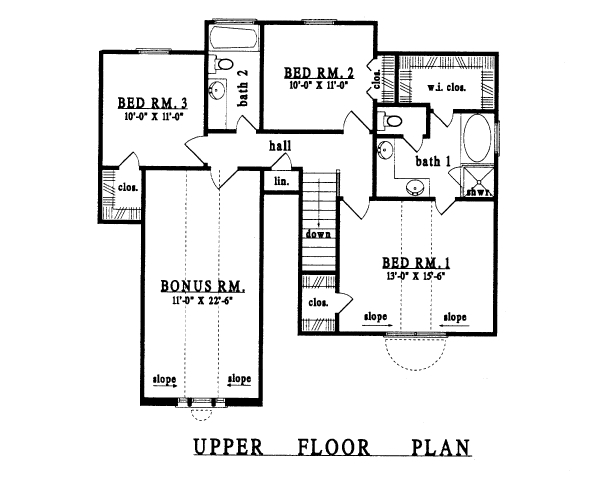 BED RM. 2
10'-0" X 11'-0"
clos.
w.i. clos.
bath 2
BED RM. 3
10'-0" X 11'-0"
hall
bath 1
lin.
clos.
shwr
down
BED RM. 1
13'-0" X 15'-6"
BONUS RM.
11'-0" X 22'-6"
clos.
slope
slope
slope
slope
UPPER FLOOR PLAN